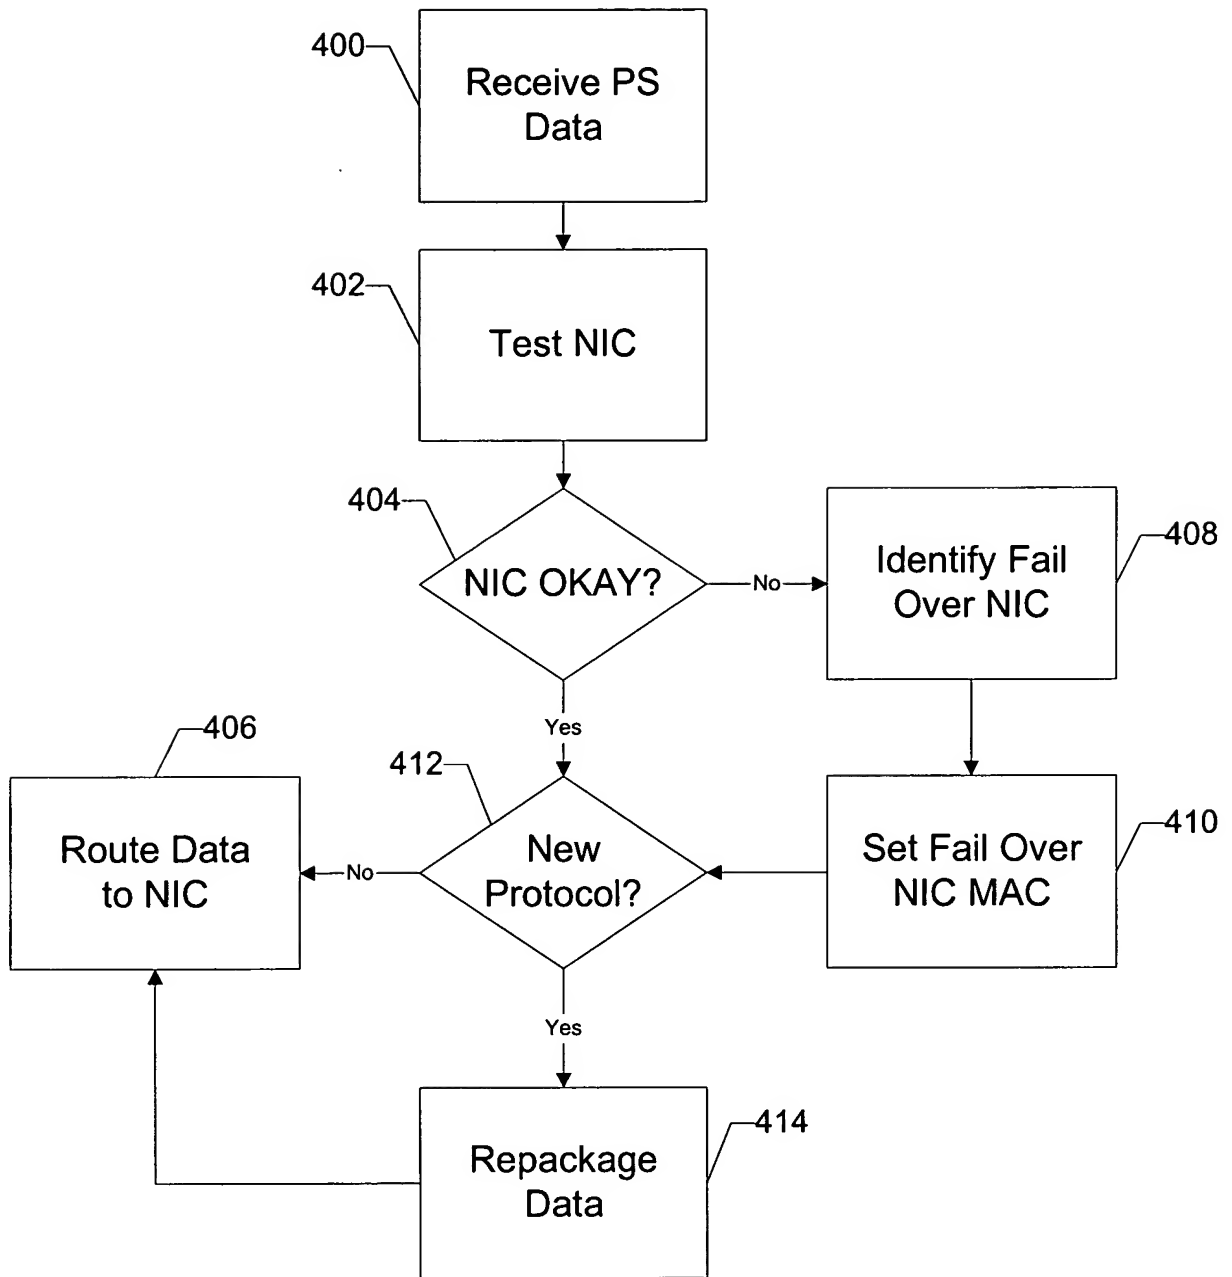 400
Receive PS
Data
402
Test NIC
404
NIC OKAY?
No
Identify Fail
Over NIC
408
Yes
406
Route Data
to NIC
No
412
New
Protocol?
Set Fail Over
NIC MAC
410
Yes
Repackage
Data
414